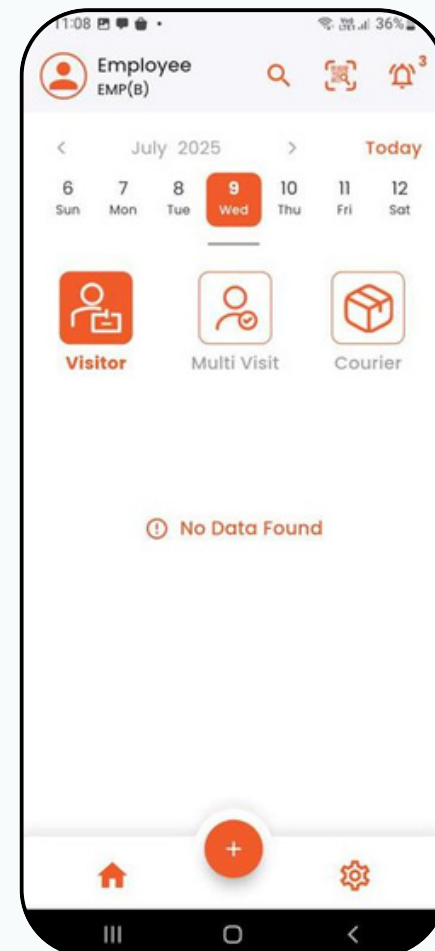 11:08
36%
Employee
EMP(B)
3
July 2025
Today
6 7 8 9 10 11 12
Sun Mon Tue Wed Thu Fri Sat
Visitor Multi Visit Courier
No Data Found